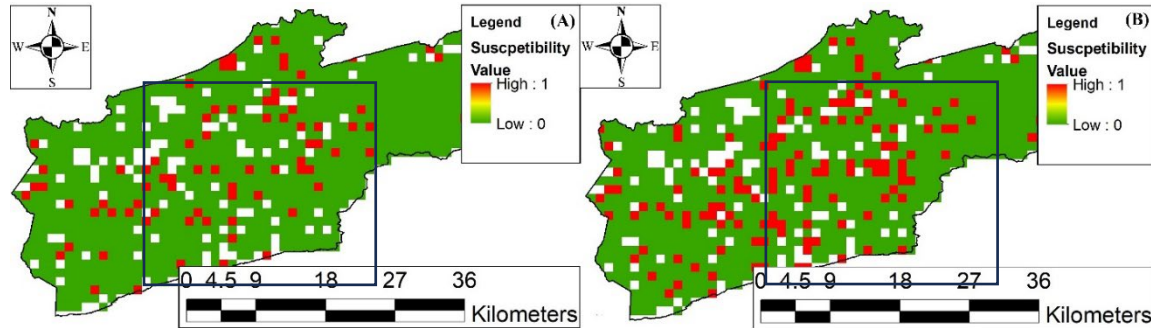 N
W E
S
Legend (A)
Suscpetibility
Value
High : 1
Low : 0
0 4.5 9 18 27 36
Kilometers
N
W E
S
Legend (B)
Suscpetibility
Value
High : 1
Low : 0
0 4.5 9 18 27 36
Kilometers